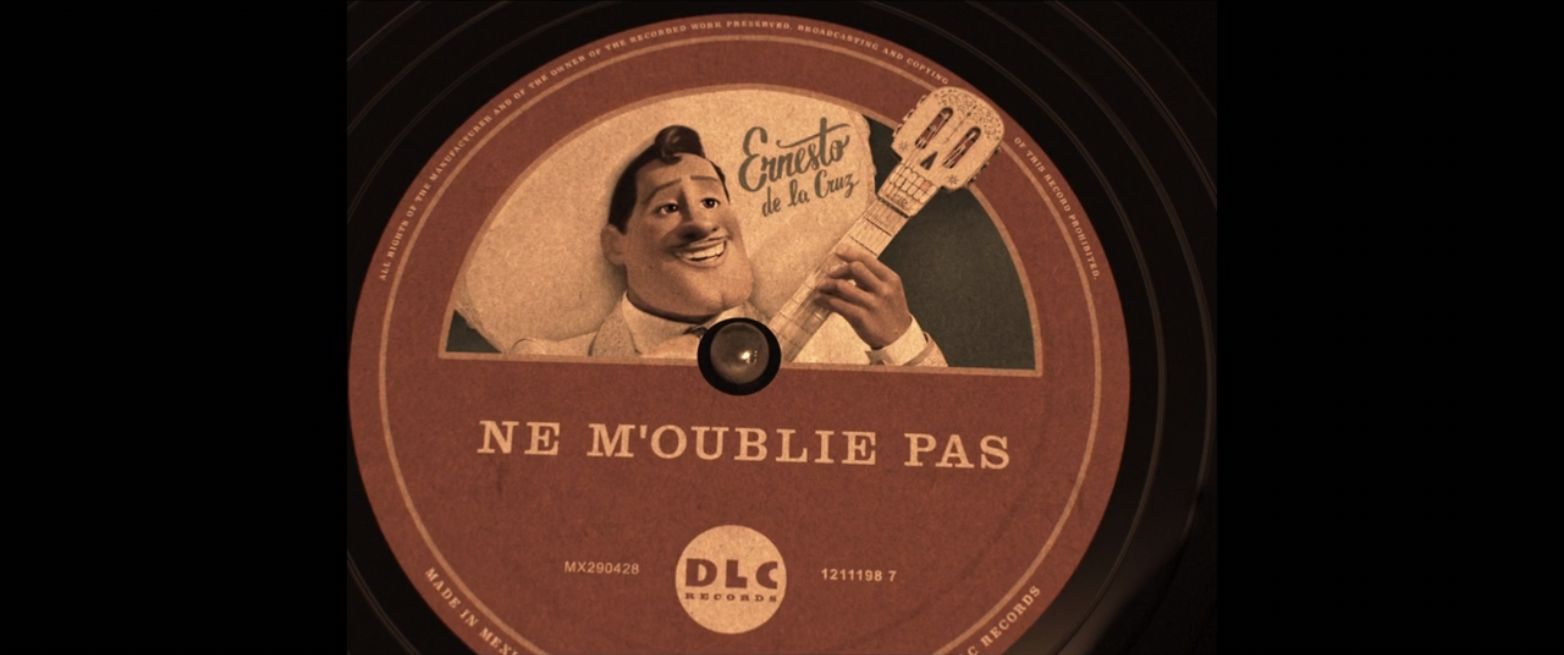 ALL RIGHTS OF THE MANUFACTURER AND OF THE OWNER OF THE RECORDED WORK PRESERVED. BROADCASTING AND COPYING
OF THIS RECORD PROHIBITED.
Ernesto
de la Cruz
NE M'OUBLIE PAS
MX290428
DLC
RECORDS
1211198 7
MADE IN
RECORDS